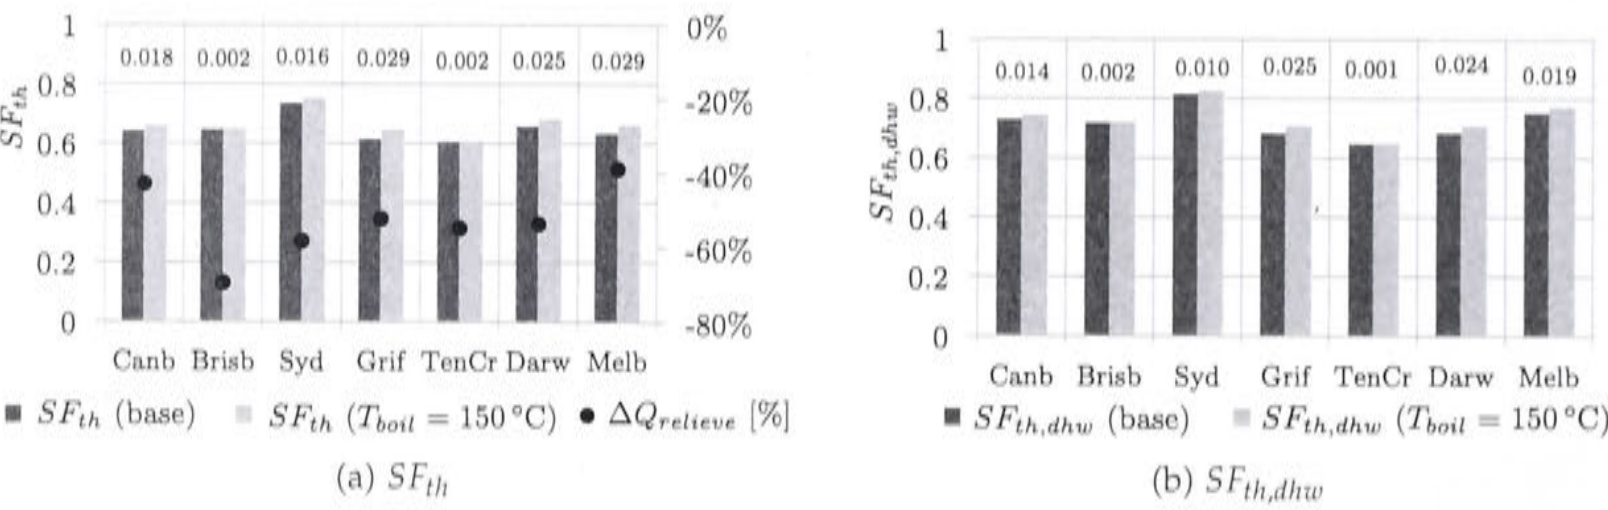 1
0%
0.018 0.002 0.016 0.029 0.002 0.025 0.029
0.8
-20%
SF_th
0.6
-40%
0.4
-60%
0.2
0
-80%
Canb Brisb Syd Grif TenCr Darw Melb
SF_th (base) SF_th (T_boil = 150 °C) ΔQ_relieve [%]
(a) SF_th
1
0.014 0.002 0.010 0.025 0.001 0.024 0.019
0.8
SF_th,dhw
0.6
0.4
0.2
0
Canb Brisb Syd Grif TenCr Darw Melb
SF_th,dhw (base) SF_th,dhw (T_boil = 150 °C)
(b) SF_th,dhw